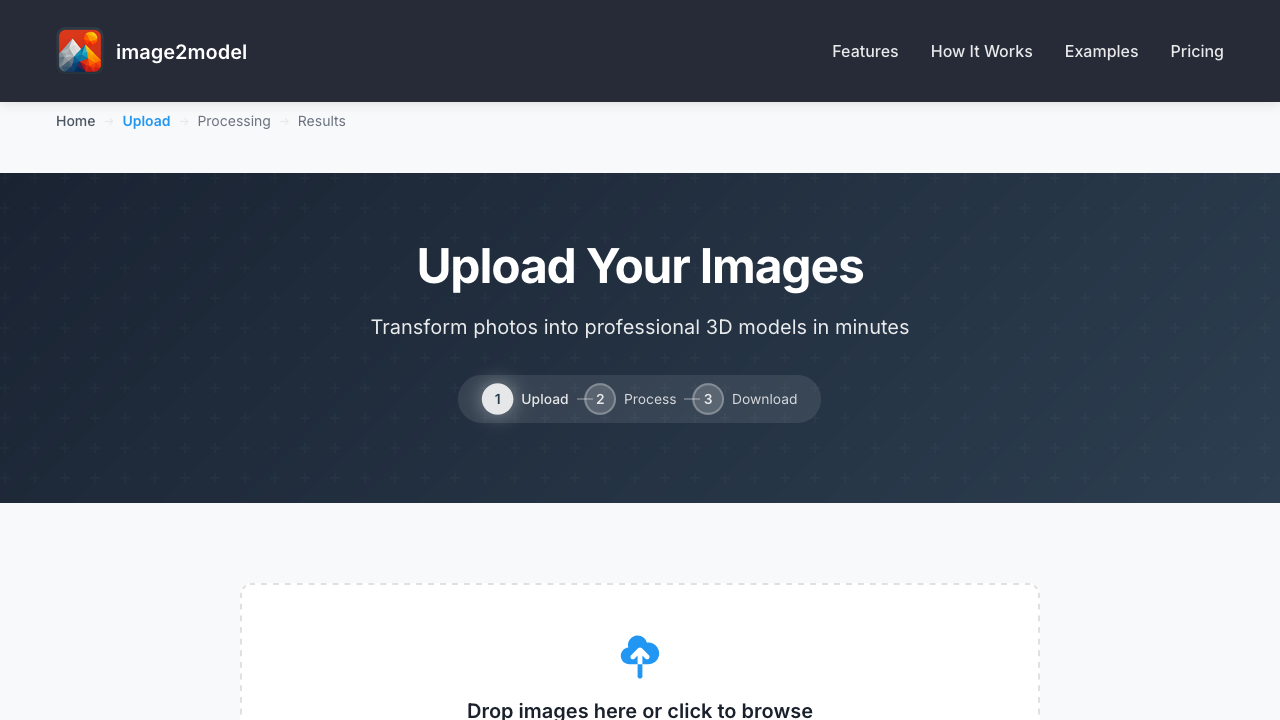 image2model
Features How It Works Examples Pricing
Home → Upload → Processing → Results
Upload Your Images
Transform photos into professional 3D models in minutes
1 Upload 2 Process 3 Download
Drop images here or click to browse